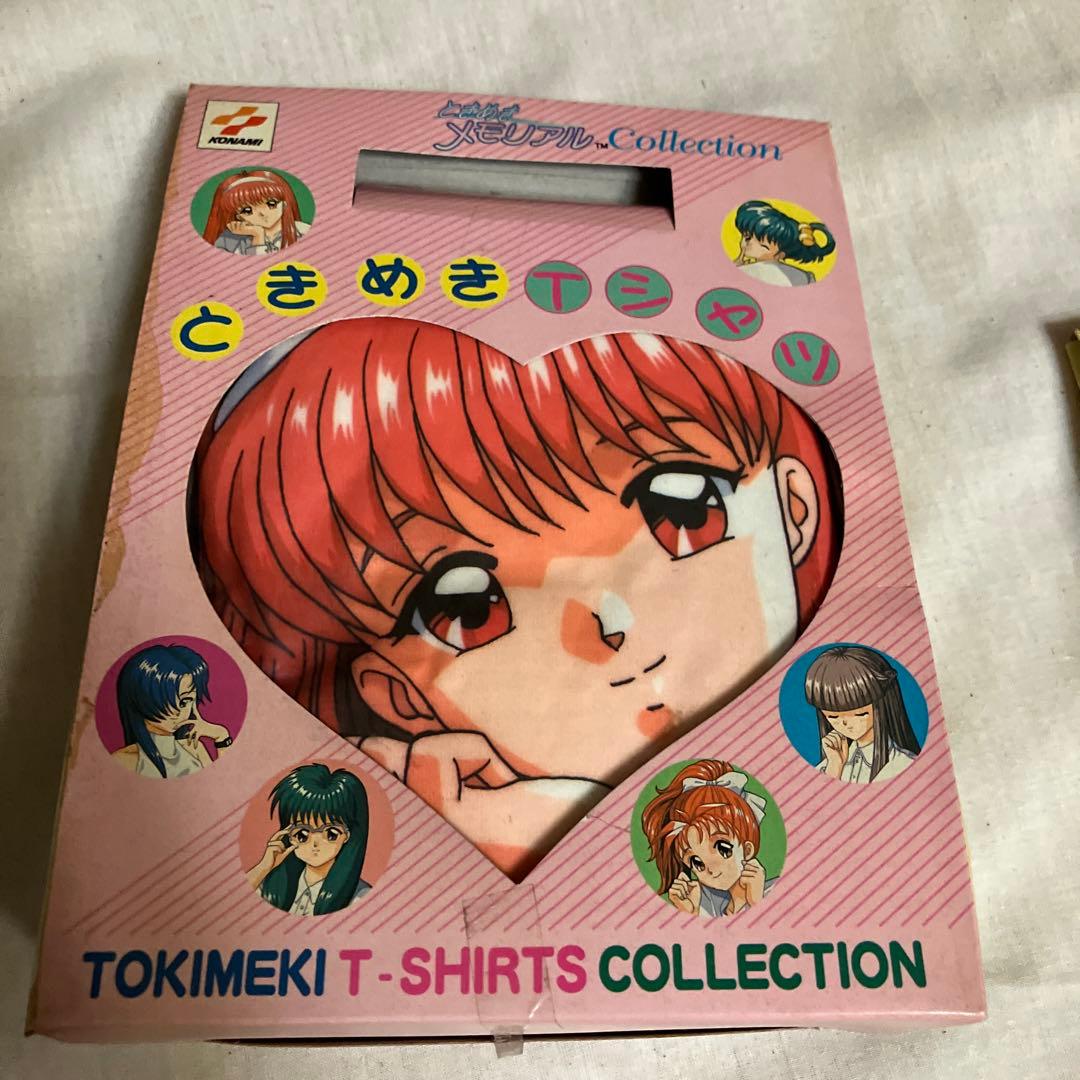 KONAMI
ときめき
メモリアル™Collection
ときめきTシャツ
TOKIMEKI T-SHIRTS COLLECTION